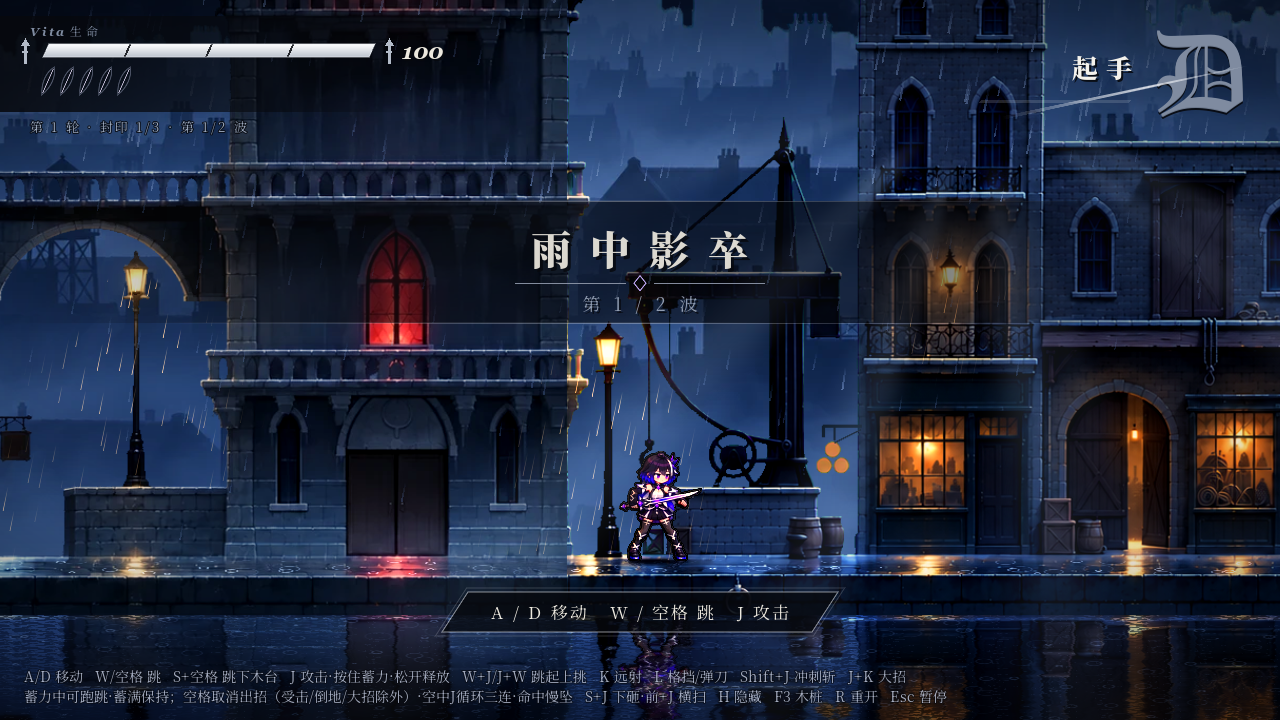 Vita 生命
100
第 1 轮 · 封印 1/3 · 第 1/2 波
起手
D
雨中影卒
第 1 / 2 波
A / D 移动 W / 空格 跳 J 攻击
A/D 移动 W/空格 跳 S+空格 跳下木台 J 攻击·按住蓄力·松开释放 W+J/J+W 跳起上挑 K 远射 L 格挡/弹刀 Shift+J 冲刺斩 J+K 大招
蓄力中可跑跳·蓄满保持；空格取消出招（受击/倒地/大招除外）·空中J循环三连·命中慢坠 S+J 下砸·前+J 横扫 H 隐藏 F3 木桩 R 重开 Esc 暂停